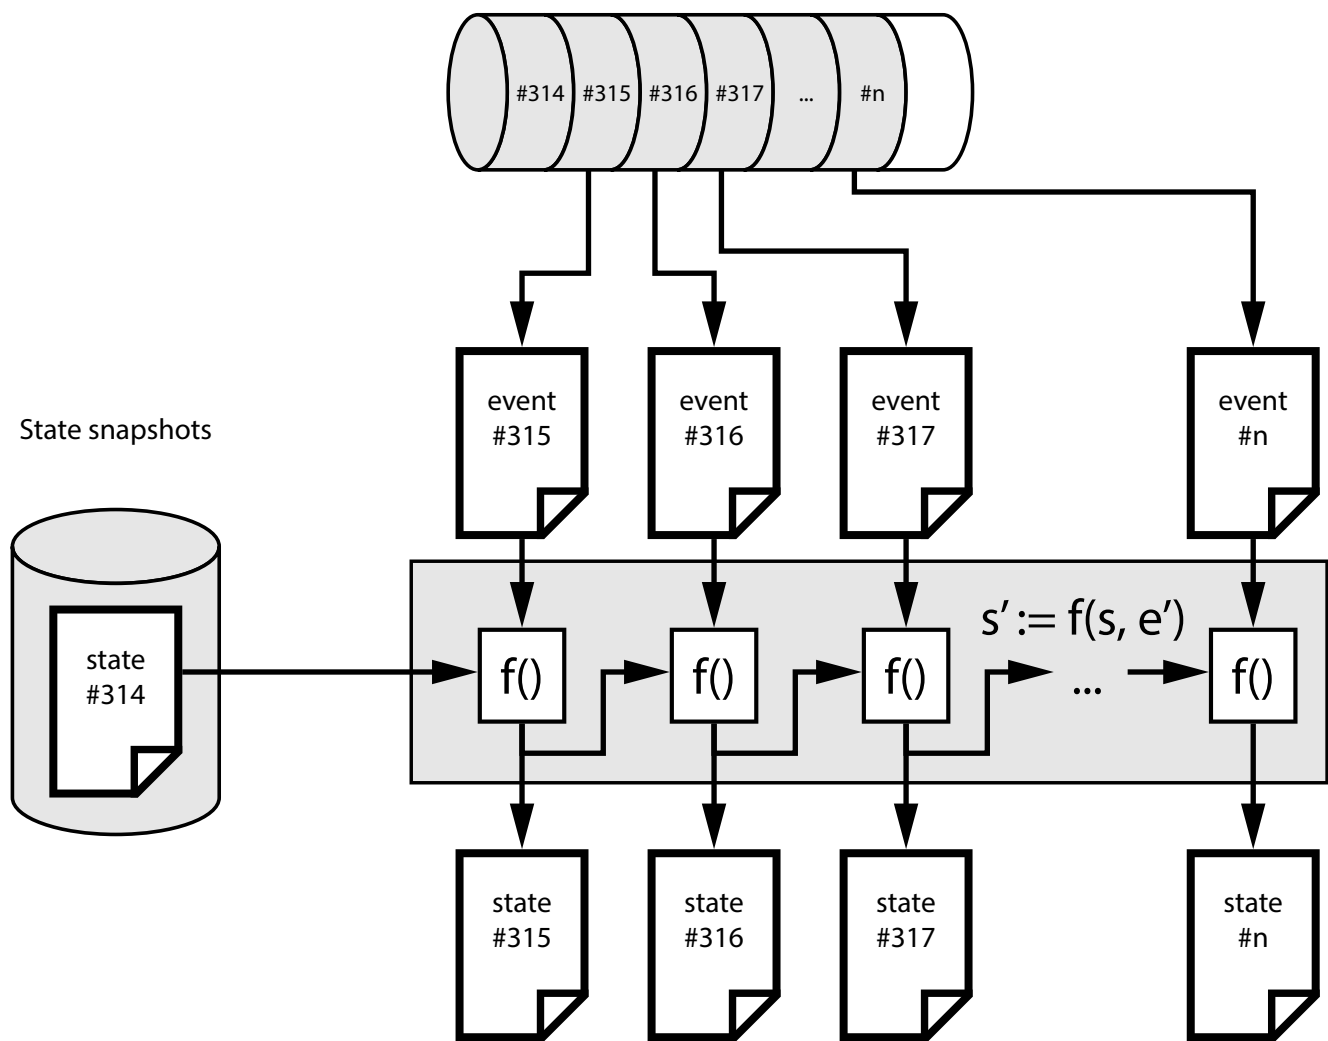 #314 #315 #316 #317 ... #n
event
#315
event
#316
event
#317
event
#n
State snapshots
state
#314
s' := f(s, e')
f()
f()
f()
...
f()
state
#315
state
#316
state
#317
state
#n